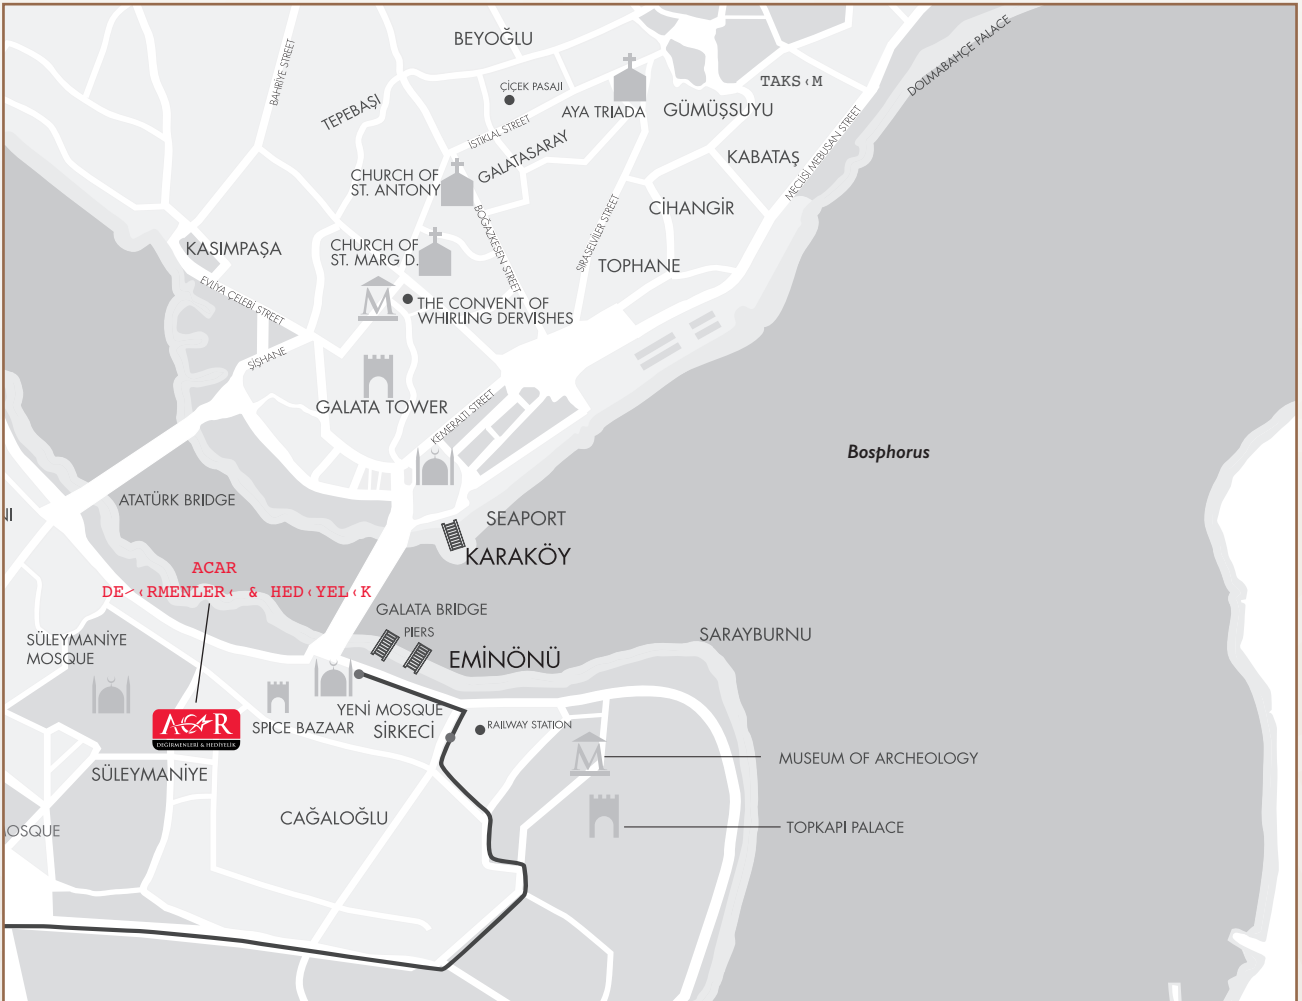 BEYOĞLU
DOLMABAHÇE PALACE
BAHRİYE STREET
TAKS‹M
ÇİÇEK PASAJI
TEPEBAŞI
AYA TRIADA
GÜMÜŞSUYU
İSTİKLAL STREET
GALATASARAY
KABATAŞ
MECLİSİ MEBUSAN STREET
CHURCH OF
ST. ANTONY
CİHANGİR
BOĞAZKESEN STREET
SIRASELVİLER STREET
KASIMPAŞA
CHURCH OF
ST. MARG D.
TOPHANE
EVLİYA ÇELEBİ STREET
M
THE CONVENT OF
WHIRLING DERVISHES
ŞİŞHANE
GALATA TOWER
KEMERALTI STREET
Bosphorus
ATATÜRK BRIDGE
SEAPORT
KARAKÖY
ACAR
DE⁄‹RMENLER‹ & HED‹YEL‹K
GALATA BRIDGE
PIERS
SARAYBURNU
SÜLEYMANİYE
MOSQUE
EMİNÖNÜ
YENİ MOSQUE
ACAR
DEGİRMENLERİ & HEDİYELİK
SPICE BAZAAR
SİRKECİ
RAILWAY STATION
M
MUSEUM OF ARCHEOLOGY
SÜLEYMANİYE
CAĞALOĞLU
TOPKAPI PALACE
OSQUE